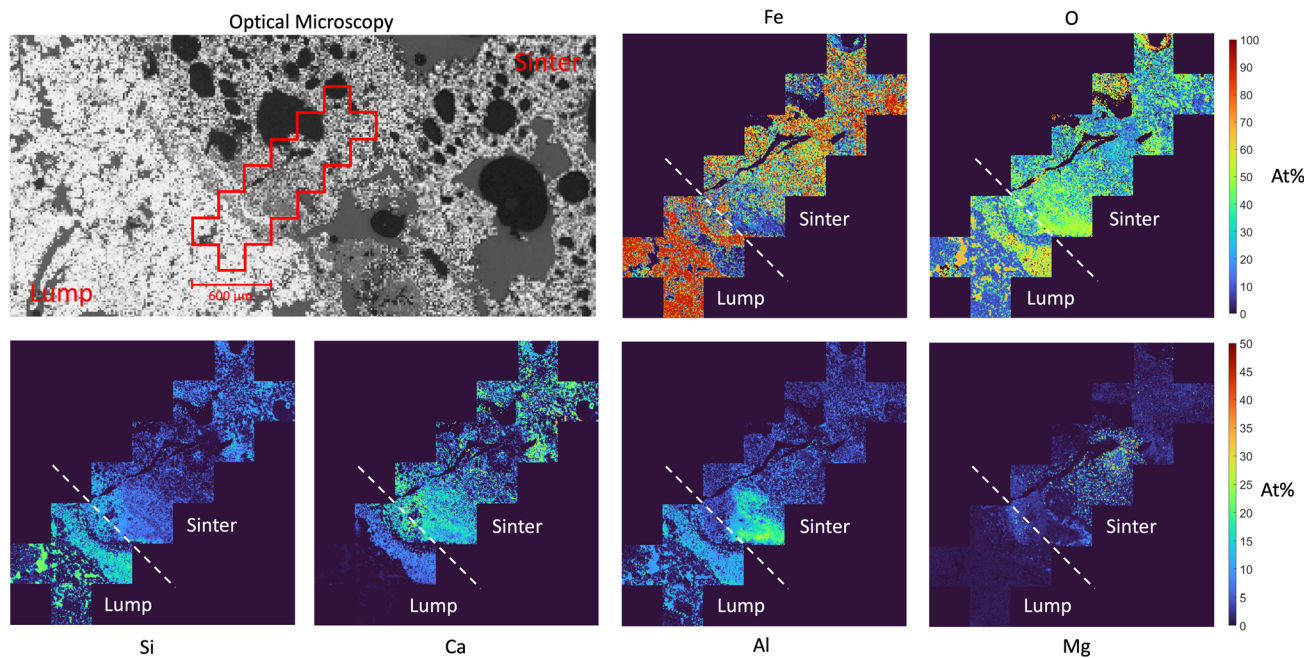 Optical Microscopy
Fe
O
Sinter
Lump
600 μm
Sinter
Lump
Sinter
Lump
100
90
80
70
60
50
40
30
20
10
0
At%
Sinter
Lump
Sinter
Lump
Sinter
Lump
Sinter
Lump
50
45
40
35
30
25
20
15
10
5
0
At%
Si
Ca
Al
Mg